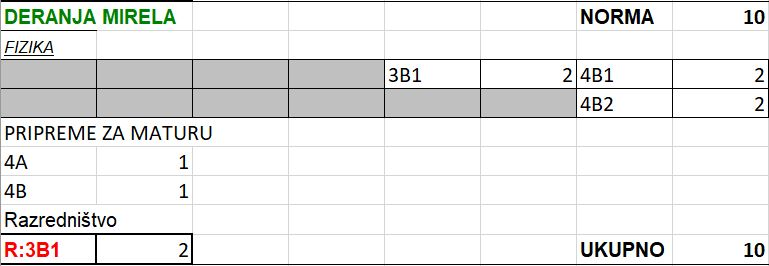 DERANJA MIRELA NORMA 10
FIZIKA
3B1 2 4B1 2
4B2 2
PRIPREME ZA MATURU
4A 1
4B 1
Razredništvo
R:3B1 2 UKUPNO 10